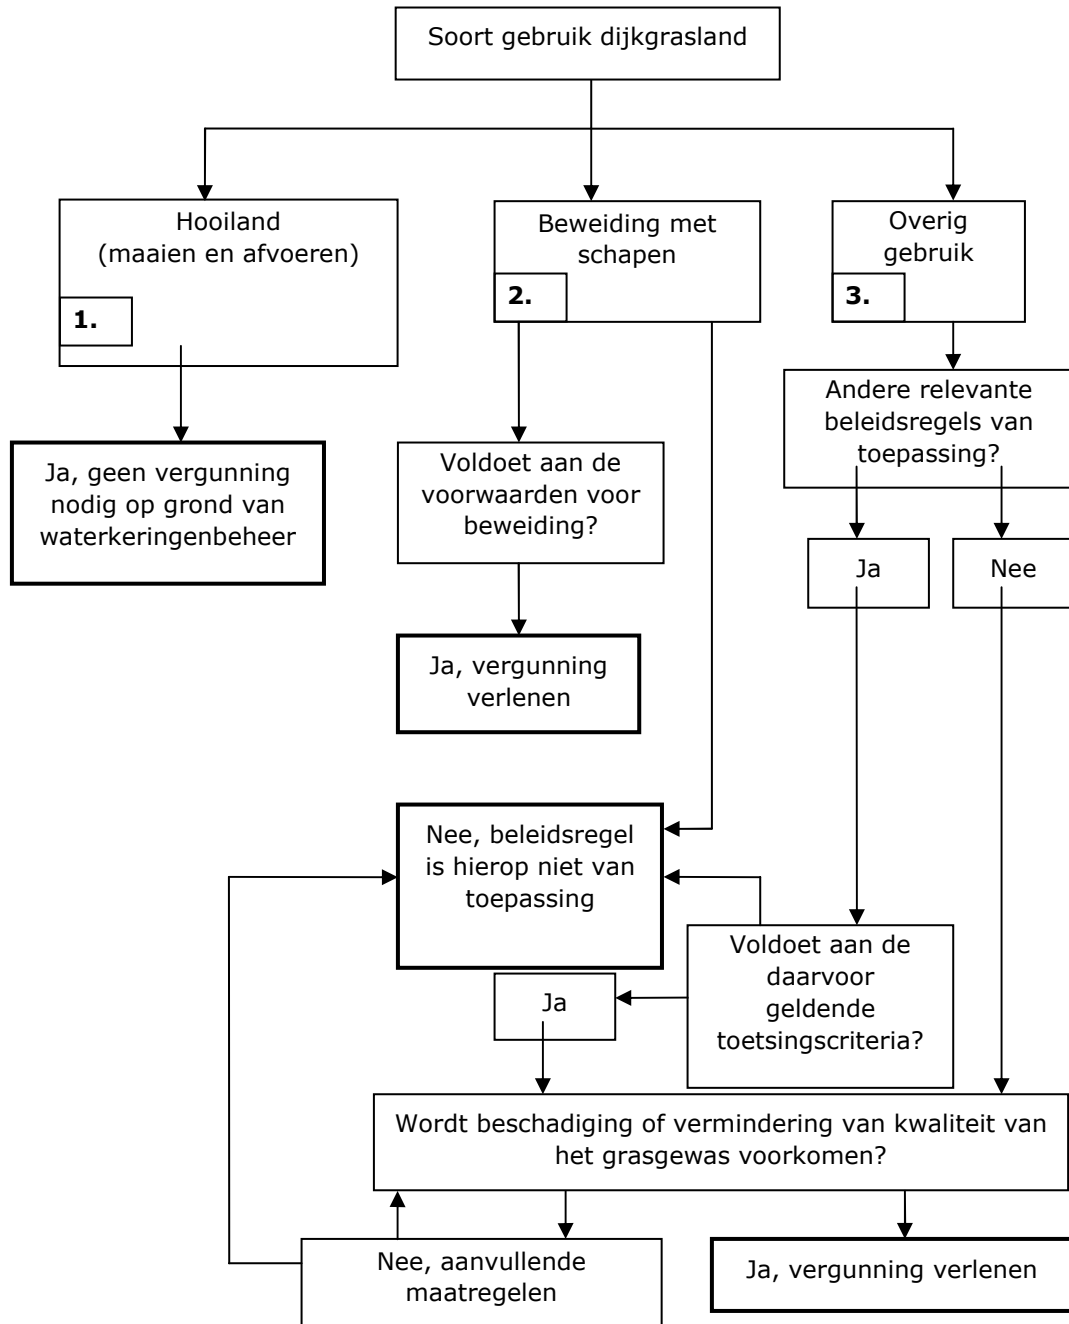 Soort gebruik dijkgrasland
Hooiland
(maaien en afvoeren)
1.
Beweiding met
schapen
2.
Overig
gebruik
3.
Ja, geen vergunning
nodig op grond van
waterkeringenbeheer
Voldoet aan de
voorwaarden voor
beweiding?
Andere relevante
beleidsregels van
toepassing?
Ja
Nee
Ja, vergunning
verlenen
Nee, beleidsregel
is hierop niet van
toepassing
Voldoet aan de
daarvoor
geldende
toetsingscriteria?
Ja
Wordt beschadiging of vermindering van kwaliteit van
het grasgewas voorkomen?
Nee, aanvullende
maatregelen
Ja, vergunning verlenen